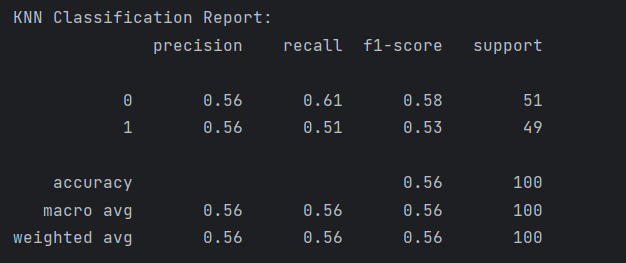 KNN Classification Report:
precision recall f1-score support
0 0.56 0.61 0.58 51
1 0.56 0.51 0.53 49
accuracy 0.56 100
macro avg 0.56 0.56 0.56 100
weighted avg 0.56 0.56 0.56 100